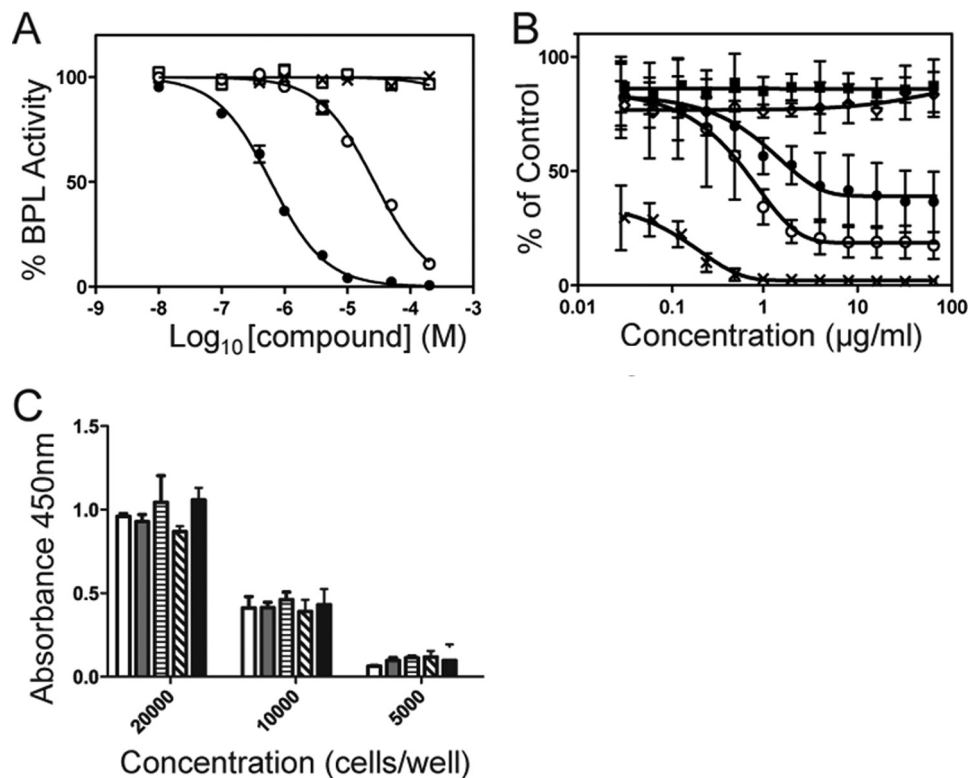 A
% BPL Activity
100
50
0
-9 -8 -7 -6 -5 -4 -3
Log10 [compound] (M)
B
% of Control
100
50
0
0.01 0.1 1 10 100
Concentration (µg/ml)
C
Absorbance 450nm
1.5
1.0
0.5
0.0
20000 10000 5000
Concentration (cells/well)